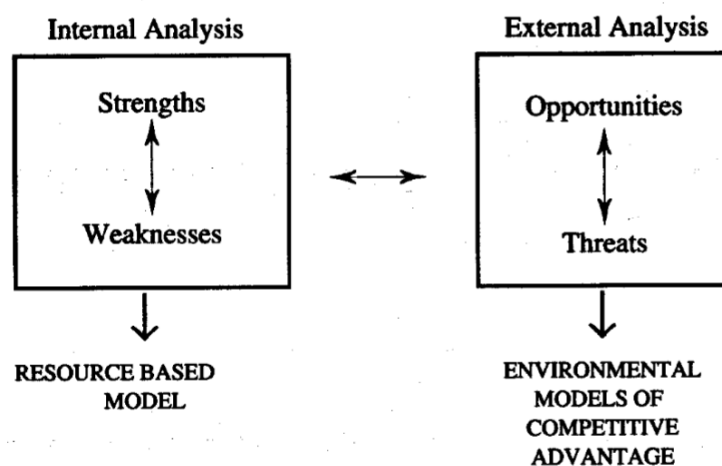 Internal Analysis
Strengths
Weaknesses
RESOURCE BASED
MODEL
External Analysis
Opportunities
Threats
ENVIRONMENTAL
MODELS OF
COMPETITIVE
ADVANTAGE